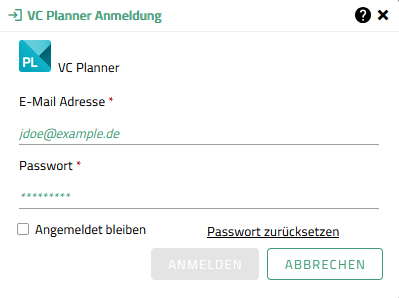 VC Planner Anmeldung
?
PL
VC Planner
E-Mail Adresse *
jdoe@example.de
Passwort *
*********
Angemeldet bleiben
Passwort zurücksetzen
ANMELDEN
ABBRECHEN